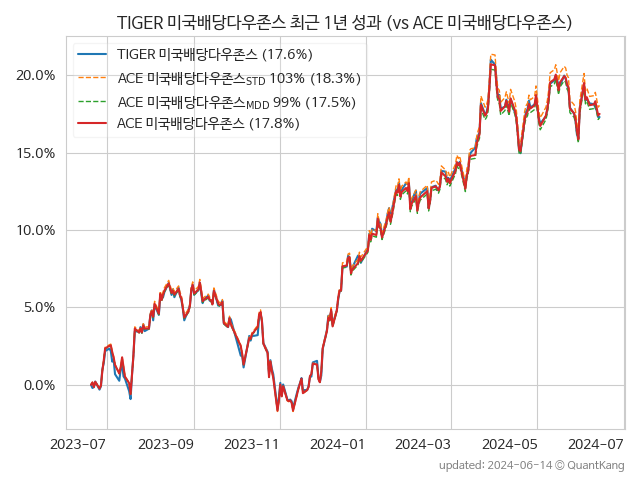 TIGER 미국배당다우존스 최근 1년 성과 (vs ACE 미국배당다우존스)
TIGER 미국배당다우존스 (17.6%)
ACE 미국배당다우존스STD 103% (18.3%)
ACE 미국배당다우존스MDD 99% (17.5%)
ACE 미국배당다우존스 (17.8%)
20.0%
15.0%
10.0%
5.0%
0.0%
2023-07 2023-09 2023-11 2024-01 2024-03 2024-05 2024-07
updated: 2024-06-14 © QuantKang